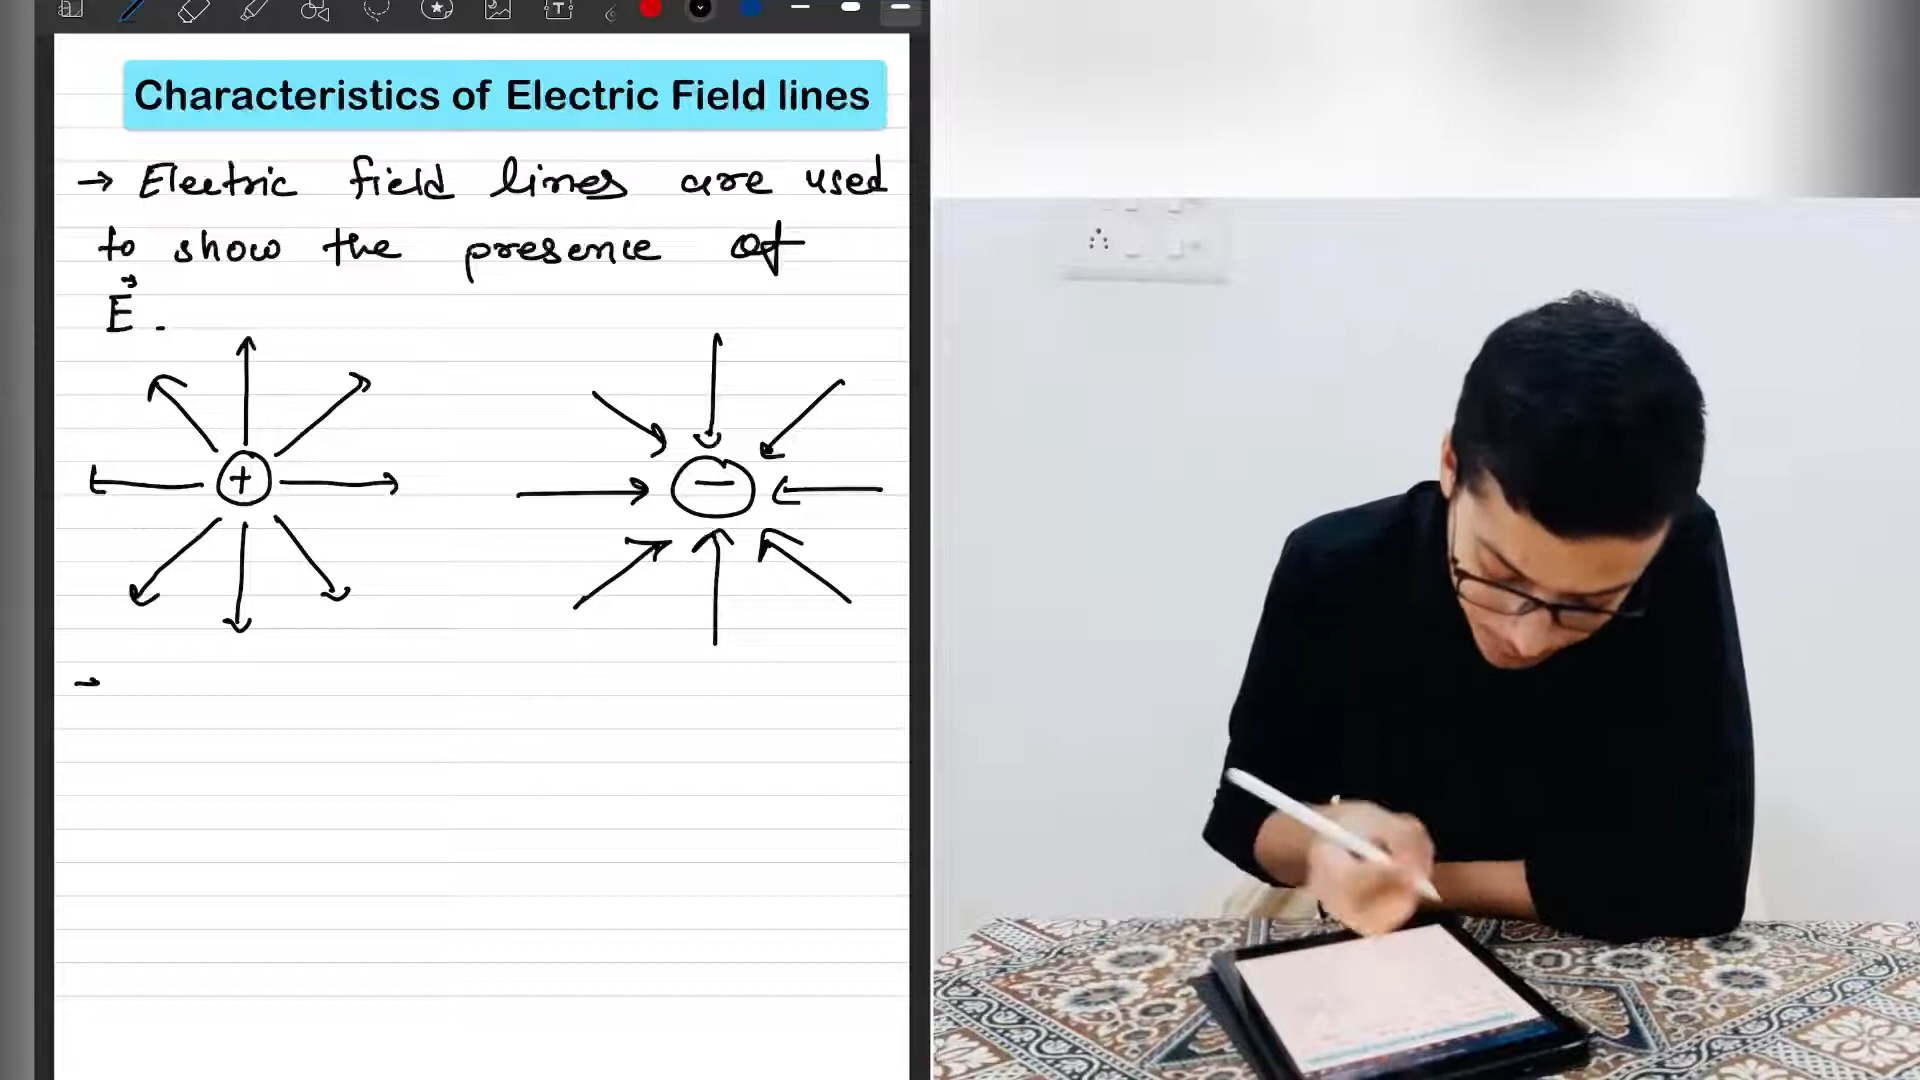 Characteristics of Electric Field lines
→ Electric field lines are used
to show the presence of
E⃗ .
+
−
→